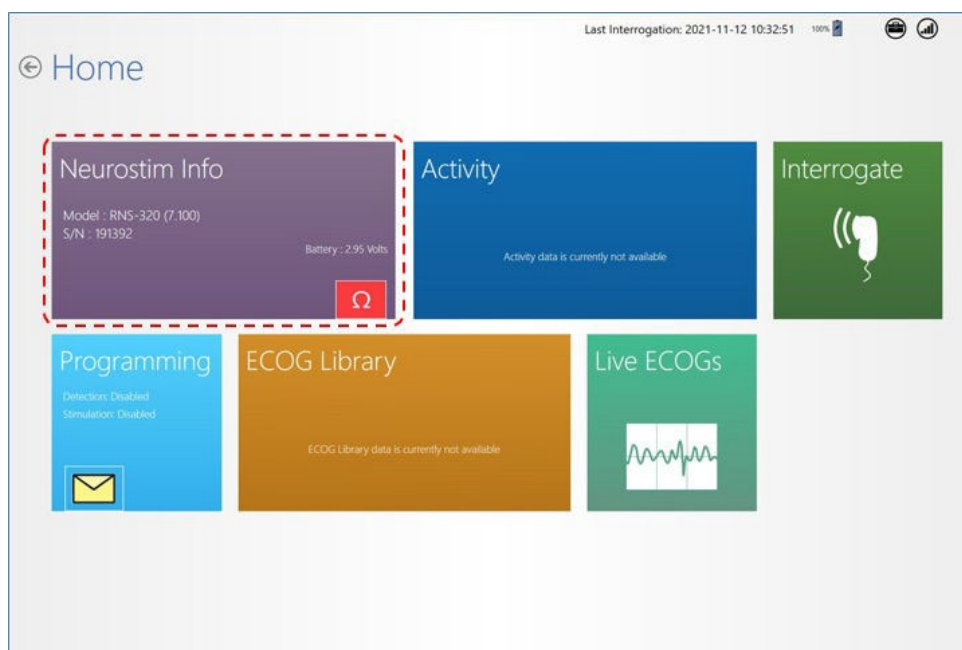 Last Interrogation: 2021-11-12 10:32:51 100%
Home
Neurostim Info
Model : RNS-320 (7.100)
S/N : 191392
Battery : 2.95 Volts
Ω
Activity
Activity data is currently not available
Interrogate
Programming
Detection: Disabled
Stimulation: Disabled
ECOG Library
ECOG Library data is currently not available
Live ECOGs